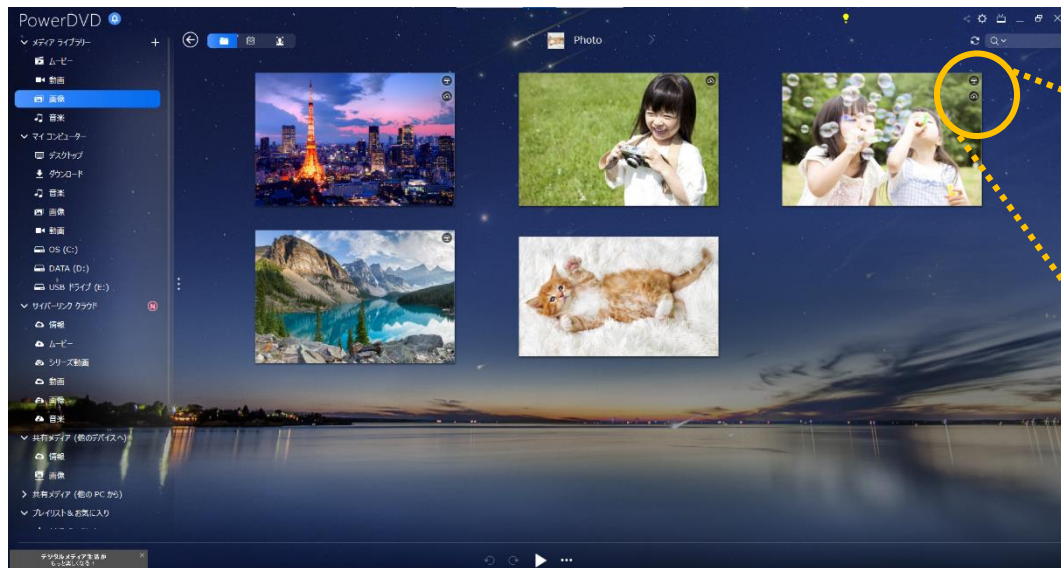 PowerDVD
メディア ライブラリー
ムービー
動画
画像
音楽
マイ コンピューター
デスクトップ
ダウンロード
音楽
画像
動画
OS (C:)
DATA (D:)
USB ドライブ (E:)
サイバーリンク クラウド
N
情報
ムービー
シリーズ動画
動画
画像
音楽
共有メディア (他のデバイスへ)
情報
画像
共有メディア (他の PC から)
プレイリスト&お気に入り
デジタルメディア生活が
もっと楽しくなる!
Photo